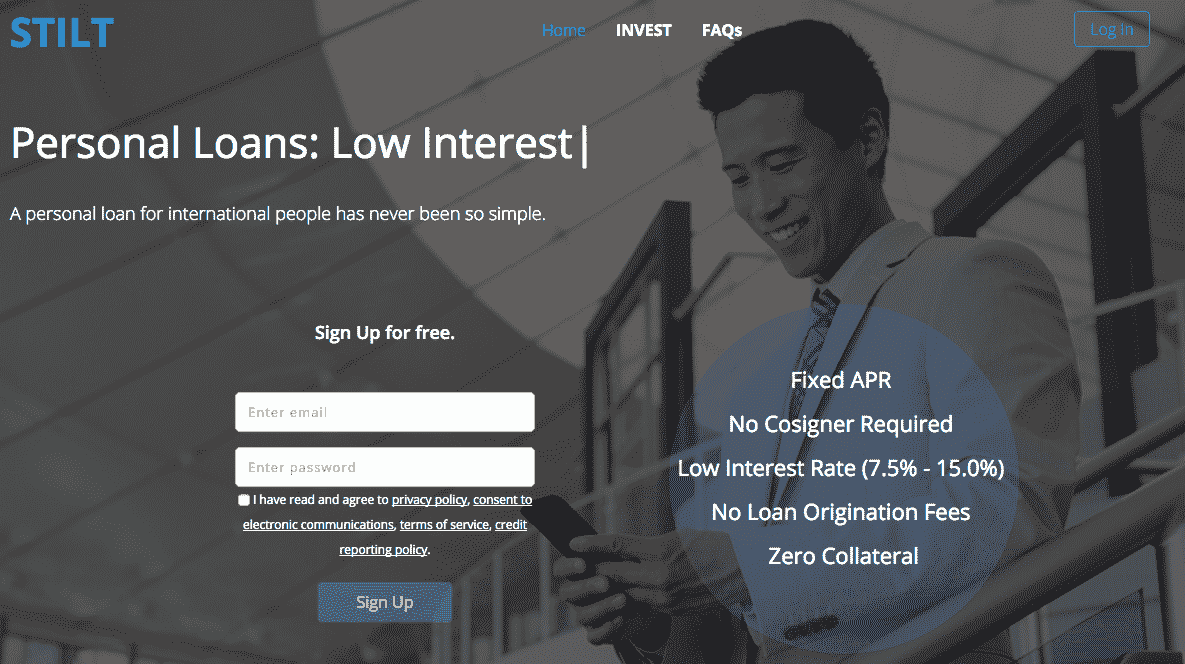 STILT
Home INVEST FAQs Log In
Personal Loans: Low Interest|
A personal loan for international people has never been so simple.
Sign Up for free.
Enter email
Enter password
I have read and agree to privacy policy, consent to
electronic communications, terms of service, credit
reporting policy.
Sign Up
Fixed APR
No Cosigner Required
Low Interest Rate (7.5% - 15.0%)
No Loan Origination Fees
Zero Collateral